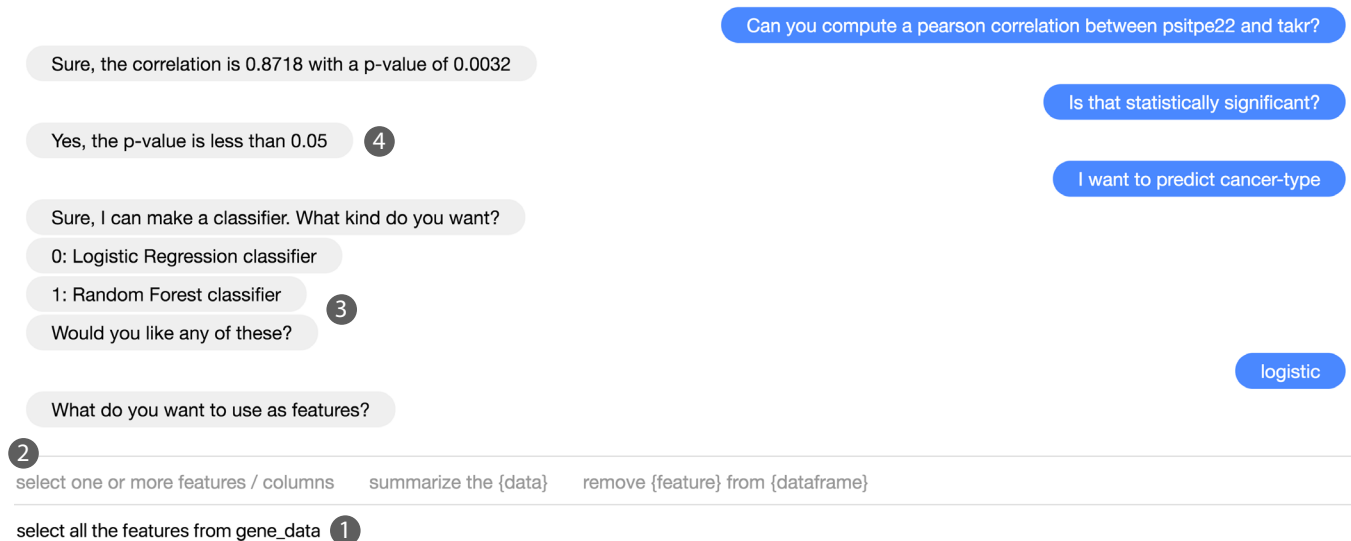 Can you compute a pearson correlation between psitpe22 and takr?
Sure, the correlation is 0.8718 with a p-value of 0.0032
Is that statistically significant?
Yes, the p-value is less than 0.05 4
I want to predict cancer-type
Sure, I can make a classifier. What kind do you want?
0: Logistic Regression classifier
1: Random Forest classifier
3
Would you like any of these?
logistic
What do you want to use as features?
2
select one or more features / columns summarize the {data} remove {feature} from {dataframe}
select all the features from gene_data 1